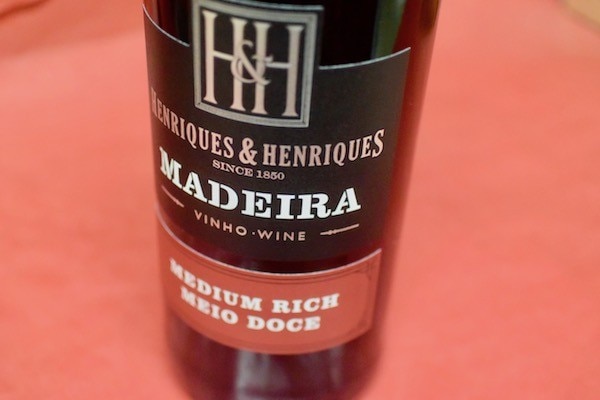 H&H
HENRIQUES & HENRIQUES
SINCE 1850
MADEIRA
VINHO·WINE
MEDIUM RICH
MEIO DOCE